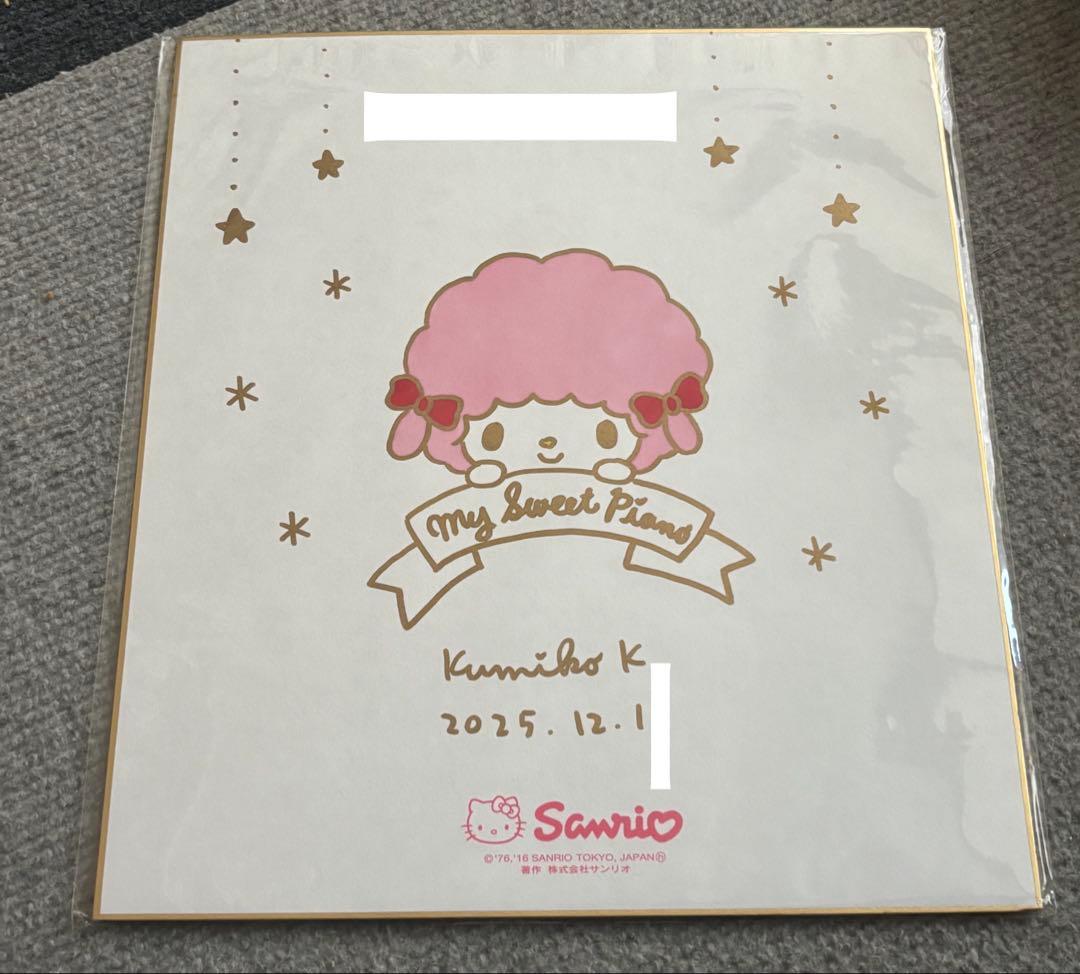 My Sweet Piano
Kumiko K
2025.12.1
Sanrio
©'76,'16 SANRIO TOKYO, JAPAN Ⓗ
著作 株式会社サンリオ